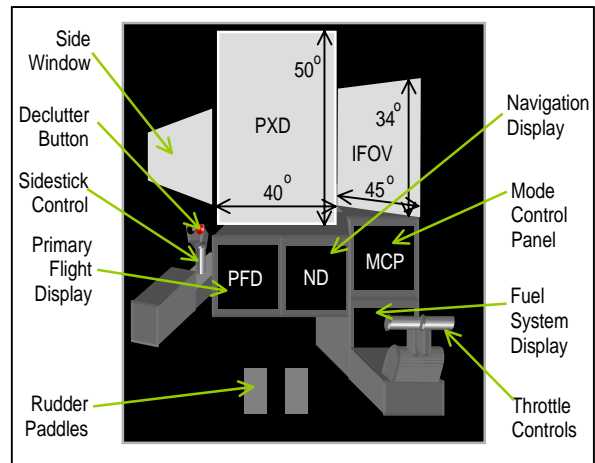 Side
Window
Declutter
Button
Sidestick
Control
Primary
Flight
Display
Rudder
Paddles
50°
PXD
40°
34°
IFOV
45°
PFD
ND
MCP
Navigation
Display
Mode
Control
Panel
Fuel
System
Display
Throttle
Controls